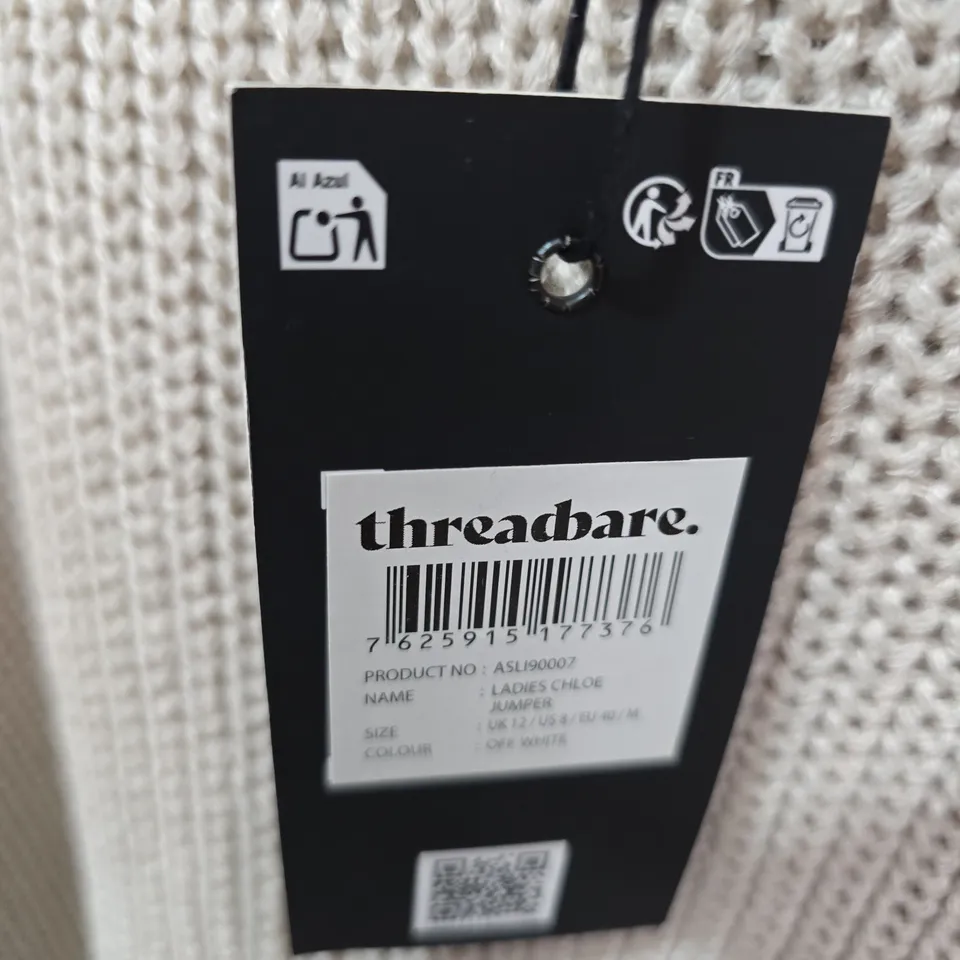 Al Azul
FR
threadbare.
7 625915 177376
PRODUCT NO : ASLI90007
NAME : LADIES CHLOE
JUMPER
SIZE : UK 12 / US 8 / EU 40 / M
COLOUR : OFF WHITE